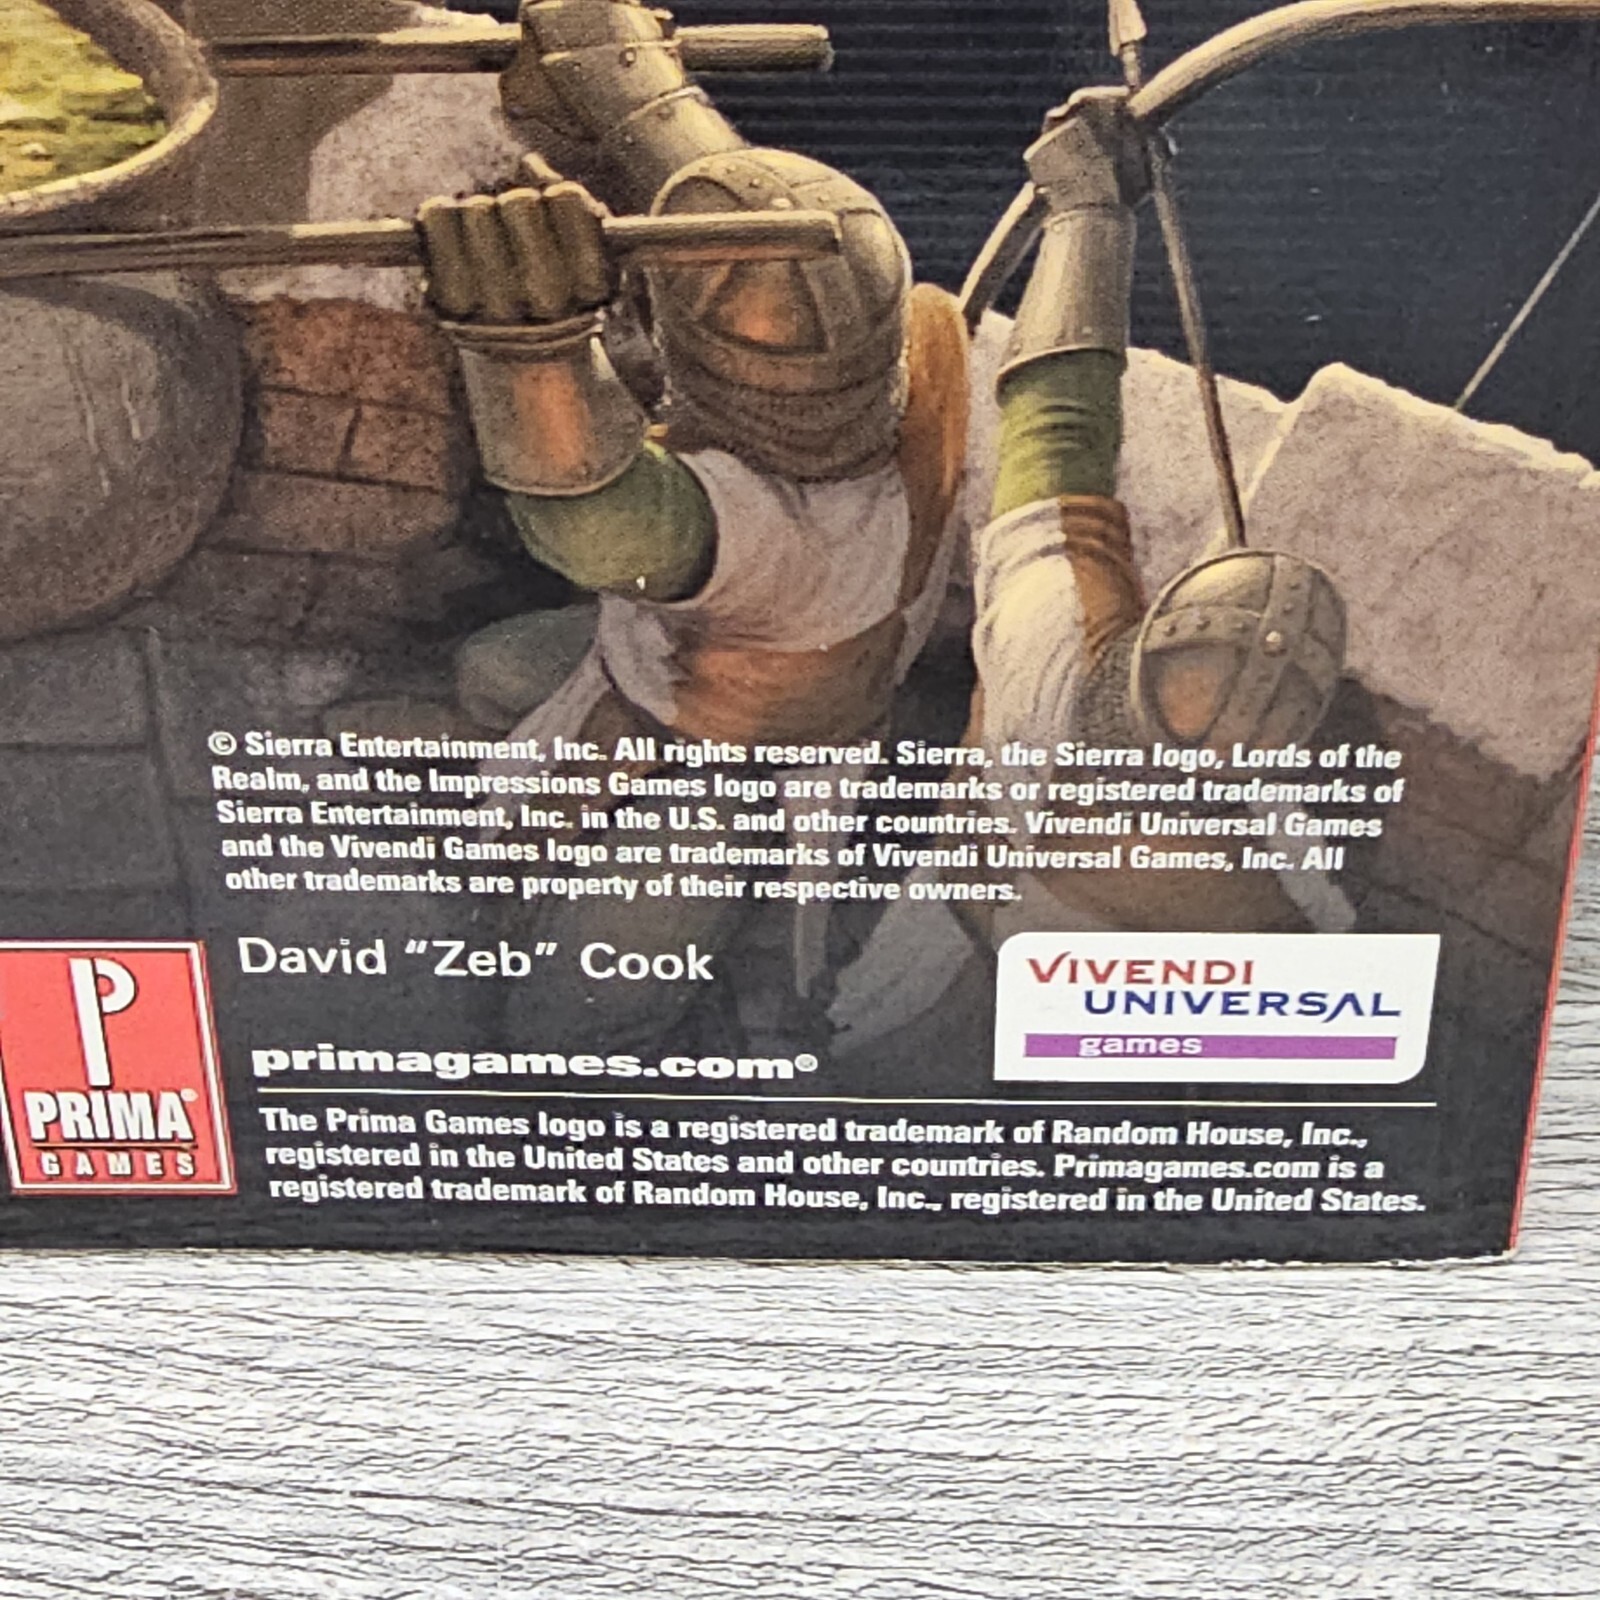 © Sierra Entertainment, Inc. All rights reserved. Sierra, the Sierra logo, Lords of the
Realm, and the Impressions Games logo are trademarks or registered trademarks of
Sierra Entertainment, Inc. in the U.S. and other countries. Vivendi Universal Games
and the Vivendi Games logo are trademarks of Vivendi Universal Games, Inc. All
other trademarks are property of their respective owners.
David "Zeb" Cook
VIVENDI
UNIVERSAL
games
P
PRIMA®
GAMES
primagames.com®
The Prima Games logo is a registered trademark of Random House, Inc.,
registered in the United States and other countries. Primagames.com is a
registered trademark of Random House, Inc., registered in the United States.